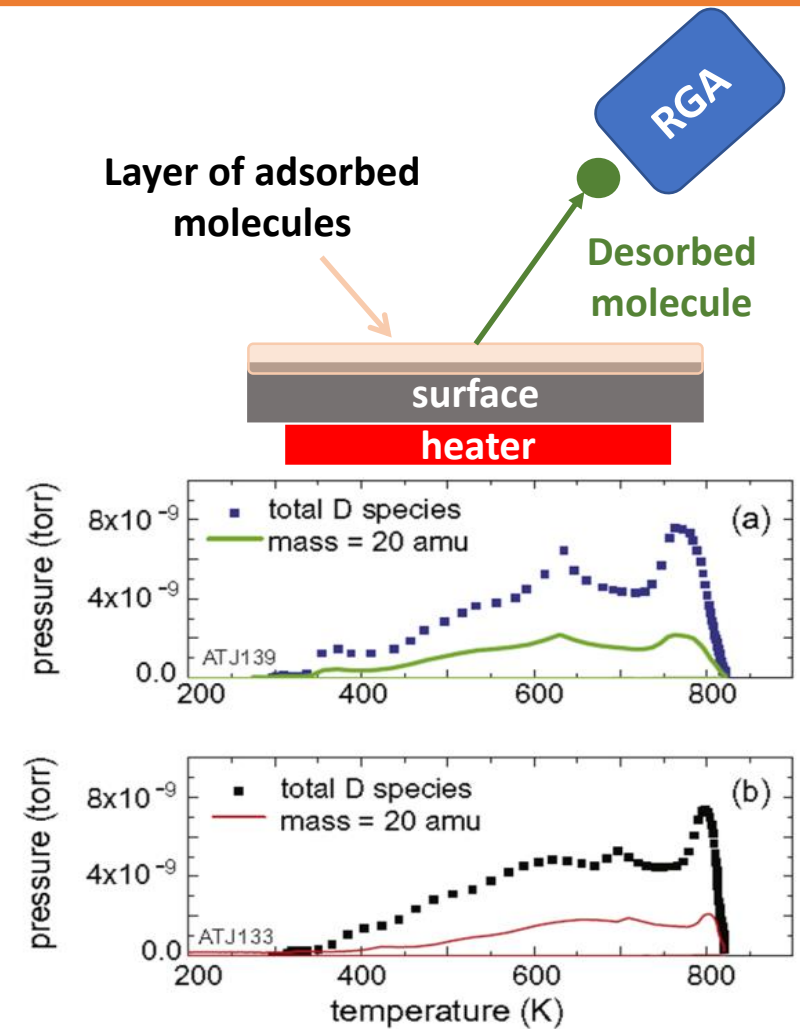 RGA
Layer of adsorbed
molecules
Desorbed
molecule
surface
heater
pressure (torr)
8x10⁻⁹
4x10⁻⁹
0.0
total D species
mass = 20 amu
(a)
ATJ139
200 400 600 800
pressure (torr)
8x10⁻⁹
4x10⁻⁹
0.0
total D species
mass = 20 amu
(b)
ATJ133
200 400 600 800
temperature (K)